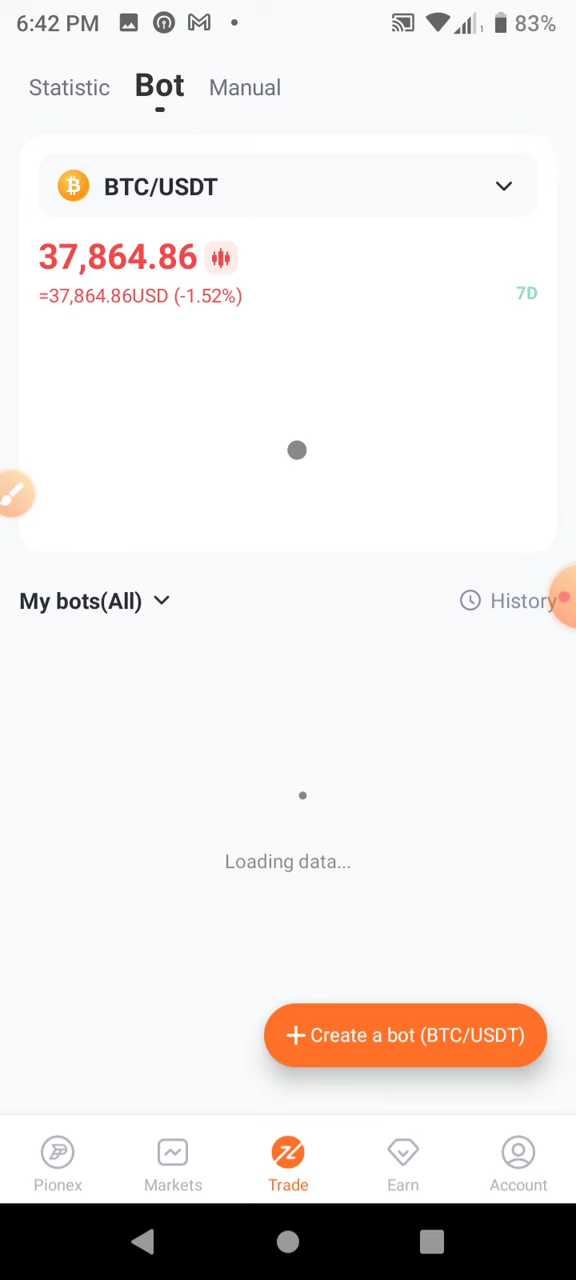 6:42 PM
1
83%
Statistic Bot Manual
BTC/USDT
37,864.86
=37,864.86USD (-1.52%)
7D
My bots(All)
History
Loading data...
+ Create a bot (BTC/USDT)
Pionex Markets Trade Earn Account